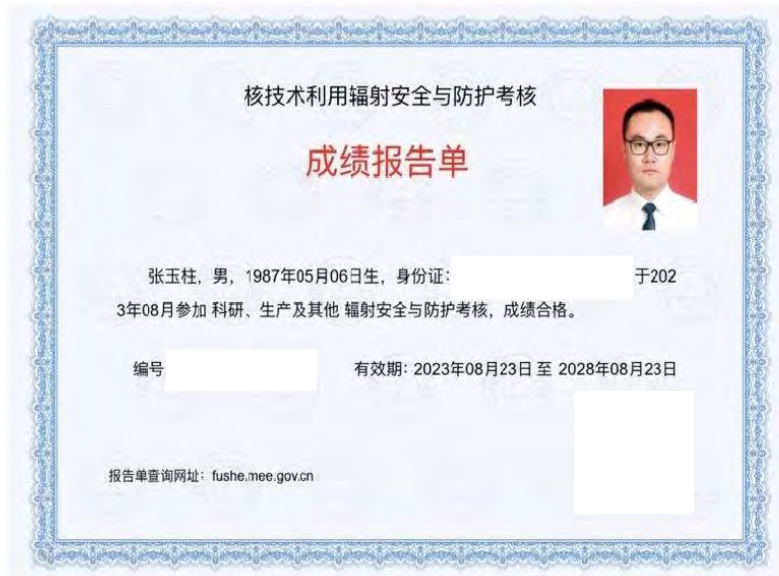 核技术利用辐射安全与防护考核
成绩报告单
张玉柱，男，1987年05月06日生，身份证： 于202
3年08月参加 科研、生产及其他 辐射安全与防护考核，成绩合格。
编号 有效期：2023年08月23日 至 2028年08月23日
报告单查询网址：fushe.mee.gov.cn